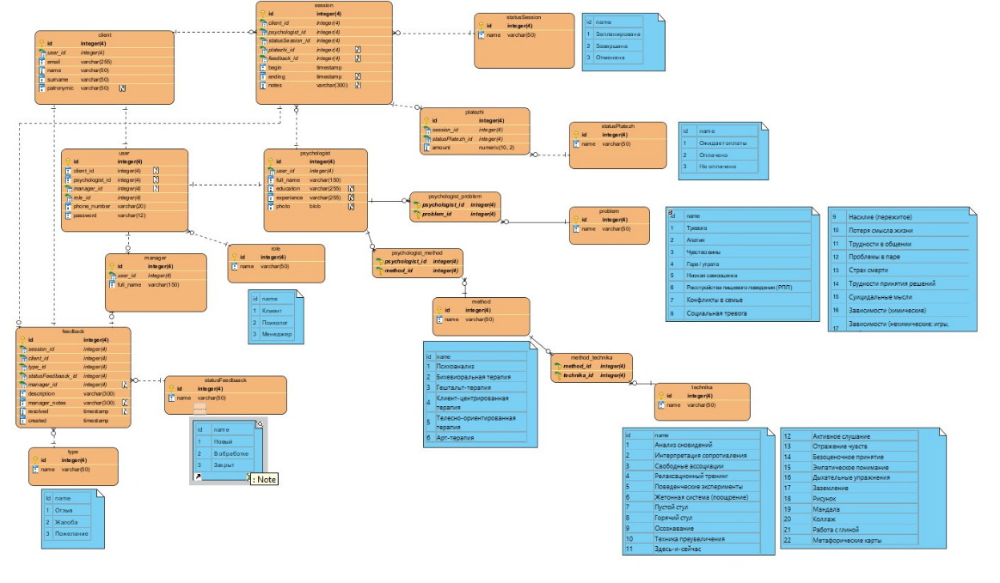 session
id integer(4)
client_id integer(4)
psychologist_id integer(4)
statusSession_id integer(4)
platezhi_id integer(4) N
feedback_id integer(4) N
begin timestamp
ending timestamp N
notes varchar(300) N
statusSession
id integer(4)
name varchar(50)
id name
1 Запланирована
2 Завершина
3 Отменена
client
id integer(4)
user_id integer(4)
email varchar(255)
name varchar(50)
surname varchar(50)
patronymic varchar(50) N
platezhi
id integer(4)
session_id integer(4)
statusPlatezh_id integer(4)
amount numeric(10, 2)
statusPlatezh
id integer(4)
name varchar(50)
id name
1 Ожидает оплаты
2 Оплачено
3 Не оплачено
user
id integer(4)
client_id integer(4) N
psychologist_id integer(4) N
manager_id integer(4) N
role_id integer(4)
phone_number varchar(20)
password varchar(12)
psychologist
id integer(4)
user_id integer(4)
full_name varchar(150)
education varchar(255) N
experience varchar(255) N
photo blob N
psychologist_problem
psychologist_id integer(4)
problem_id integer(4)
problem
id integer(4)
name varchar(50)
id name
1 Тревога
2 Апатия
3 Чувство вины
4 Горе / утрата
5 Низкая самооценка
6 Расстройства пищевого поведения (РПП)
7 Конфликты в семье
8 Социальная тревога
9 Насилие (пережитое)
10 Потеря смысла жизни
11 Трудности в общении
12 Проблемы в паре
13 Страх смерти
14 Трудности принятия решений
15 Суицидальные мысли
16 Зависимости (химические)
17 Зависимости (нехимические: игры,
role
id integer(4)
name varchar(50)
id name
1 Клиент
2 Психолог
3 Менеджер
psychologist_method
psychologist_id integer(4)
method_id integer(4)
manager
id integer(4)
user_id integer(4)
full_name varchar(150)
method
id integer(4)
name varchar(50)
id name
1 Психоанализ
2 Бихевиоральная терапия
3 Гештальт-терапия
4 Клиент-центрированная
терапия
5 Телесно-ориентированная
терапия
6 Арт-терапия
feedback
id integer(4)
session_id integer(4)
client_id integer(4)
type_id integer(4)
statusFeedbaack_id integer(4)
manager_id integer(4) N
description varchar(300)
manager_notes varchar(300) N
resolved timestamp N
created timestamp
statusFeedbaack
id integer(4)
name varchar(50)
id name
1 Новый
2 В обработке
3 Закрыт
: Note
method_technika
method_id integer(4)
technika_id integer(4)
technika
id integer(4)
name varchar(50)
type
id integer(4)
name varchar(50)
id name
1 Отзыв
2 Жалоба
3 Пожелание
id name
1 Анализ сновидений
2 Интерпретация сопротивления
3 Свободные ассоциации
4 Релаксационный тренинг
5 Поведенческие эксперименты
6 Жетонная система (поощрение)
7 Пустой стул
8 Горячий стул
9 Осознавание
10 Техника преувеличения
11 Здесь-и-сейчас
12 Активное слушание
13 Отражение чувств
14 Безоценочное принятие
15 Эмпатическое понимание
16 Дыхательные упражнения
17 Заземление
18 Рисунок
19 Мандала
20 Коллаж
21 Работа с глиной
22 Метафорические карты